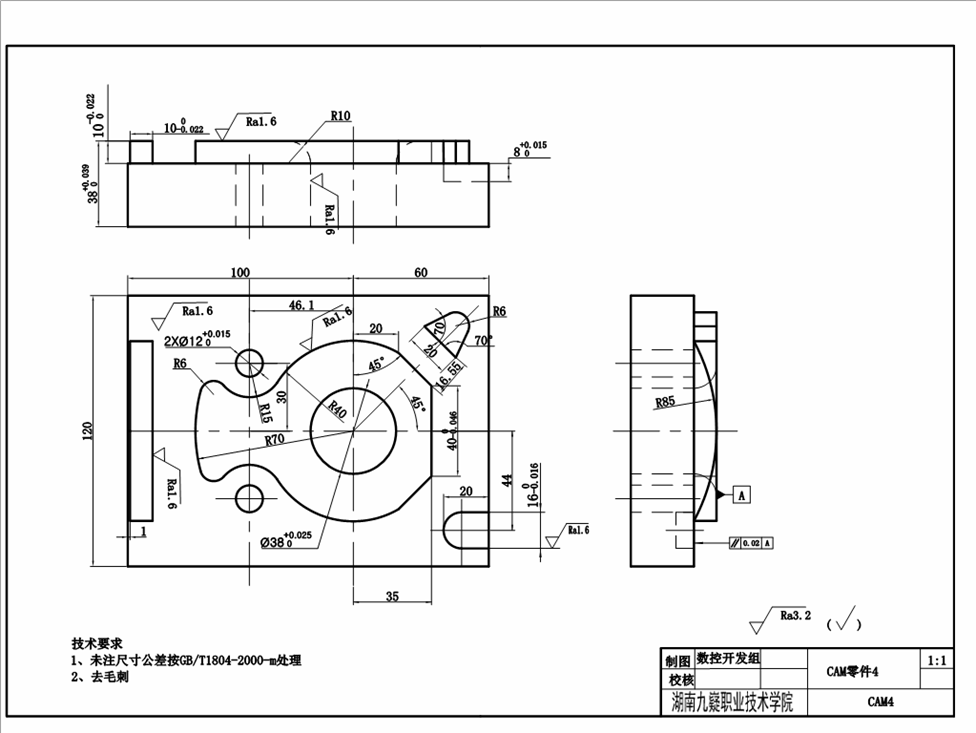 10 0 -0.022
10 0 -0.022
Ra1.6
R10
8 +0.015 0
38 +0.039 0
Ra1.6
100
60
46.1
Ra1.6
Ra1.6
20
R6
2XØ12 +0.015 0
70
70°
R6
45°
20
16.55
30
R15
R40
45°
R85
R70
40 0 -0.046
120
44
16 0 -0.016
Ra1.6
20
A
1
Ø38 +0.025 0
Ra1.6
// 0.02 A
35
Ra3.2
( )
技术要求
1、未注尺寸公差按GB/T1804-2000-m处理
2、去毛刺
制图 数控开发组 CAM零件4 1:1
校核
湖南九嶷职业技术学院 CAM4